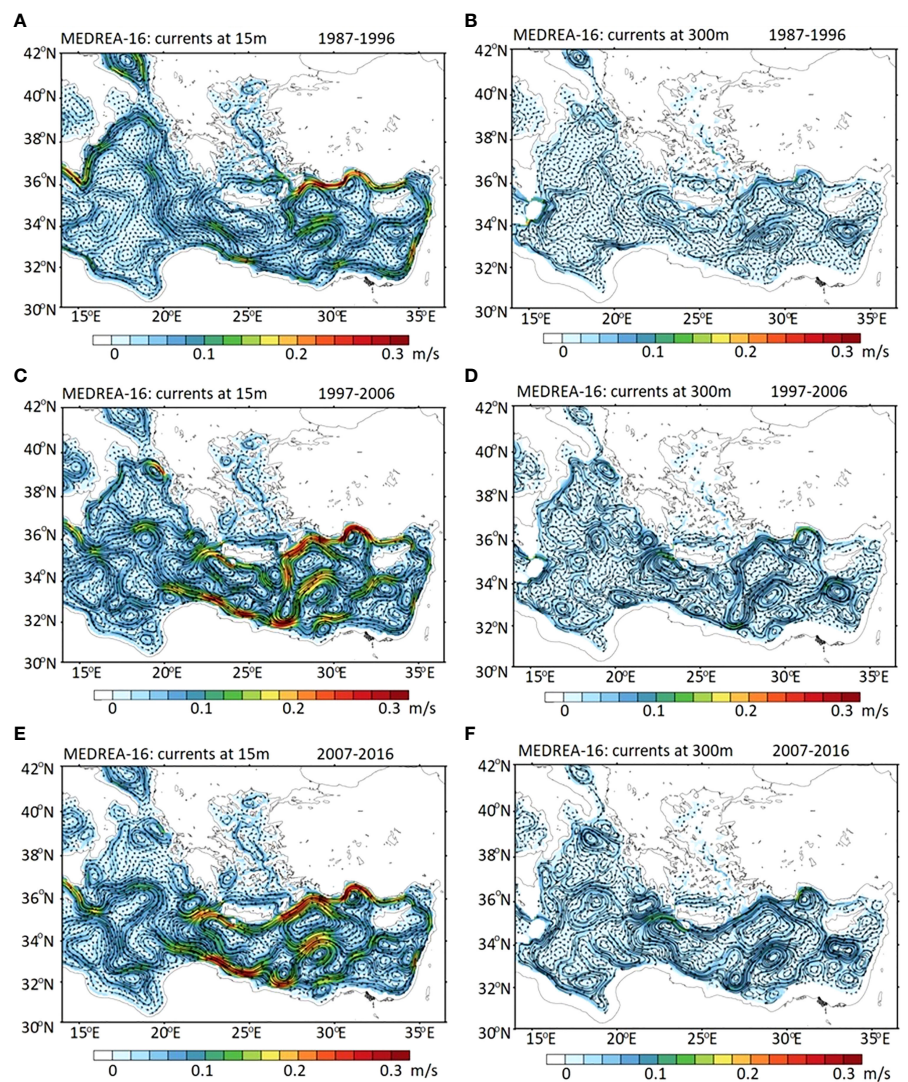 A
MEDREA-16: currents at 15m 1987-1996
42°N
40°N
38°N
36°N
34°N
32°N
30°N
15°E 20°E 25°E 30°E 35°E
0 0.1 0.2 0.3 m/s
B
MEDREA-16: currents at 300m 1987-1996
42°N
40°N
38°N
36°N
34°N
32°N
30°N
15°E 20°E 25°E 30°E 35°E
0 0.1 0.2 0.3 m/s
C
MEDREA-16: currents at 15m 1997-2006
42°N
40°N
38°N
36°N
34°N
32°N
30°N
15°E 20°E 25°E 30°E 35°E
0 0.1 0.2 0.3 m/s
D
MEDREA-16: currents at 300m 1997-2006
42°N
40°N
38°N
36°N
34°N
32°N
30°N
15°E 20°E 25°E 30°E 35°E
0 0.1 0.2 0.3 m/s
E
MEDREA-16: currents at 15m 2007-2016
42°N
40°N
38°N
36°N
34°N
32°N
30°N
15°E 20°E 25°E 30°E 35°E
0 0.1 0.2 0.3 m/s
F
MEDREA-16: currents at 300m 2007-2016
42°N
40°N
38°N
36°N
34°N
32°N
30°N
15°E 20°E 25°E 30°E 35°E
0 0.1 0.2 0.3 m/s